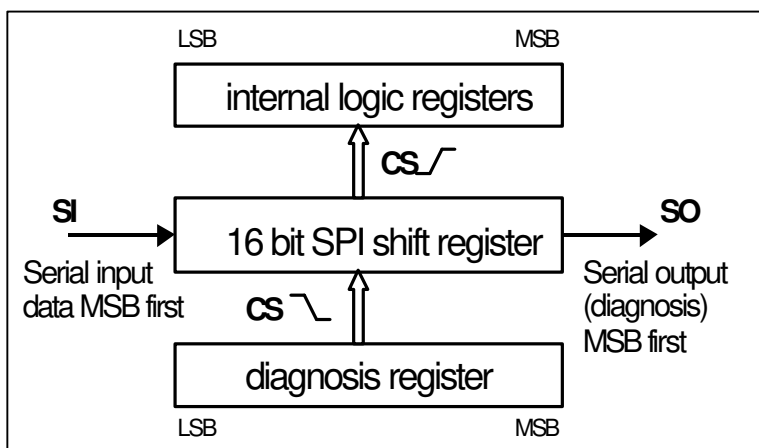 LSB MSB
internal logic registers
CS
SI
SO
16 bit SPI shift register
Serial input
data MSB first
Serial output
(diagnosis)
MSB first
CS
diagnosis register
LSB MSB